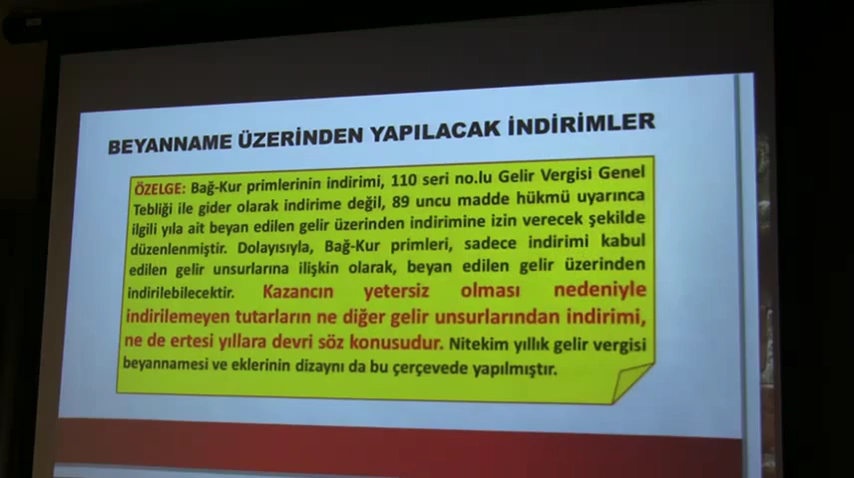 BEYANNAME ÜZERİNDEN YAPILACAK İNDİRİMLER
ÖZELGE: Bağ-Kur primlerinin indirimi, 110 seri no.lu Gelir Vergisi Genel
Tebliği ile gider olarak indirime değil, 89 uncu madde hükmü uyarınca
ilgili yıla ait beyan edilen gelir üzerinden indirimine izin verecek şekilde
düzenlenmiştir. Dolayısıyla, Bağ-Kur primleri, sadece indirimi kabul
edilen gelir unsurlarına ilişkin olarak, beyan edilen gelir üzerinden
indirilebilecektir. Kazancın yetersiz olması nedeniyle
indirilemeyen tutarların ne diğer gelir unsurlarından indirimi,
ne de ertesi yıllara devri söz konusudur. Nitekim yıllık gelir vergisi
beyannamesi ve eklerinin dizaynı da bu çerçevede yapılmıştır.